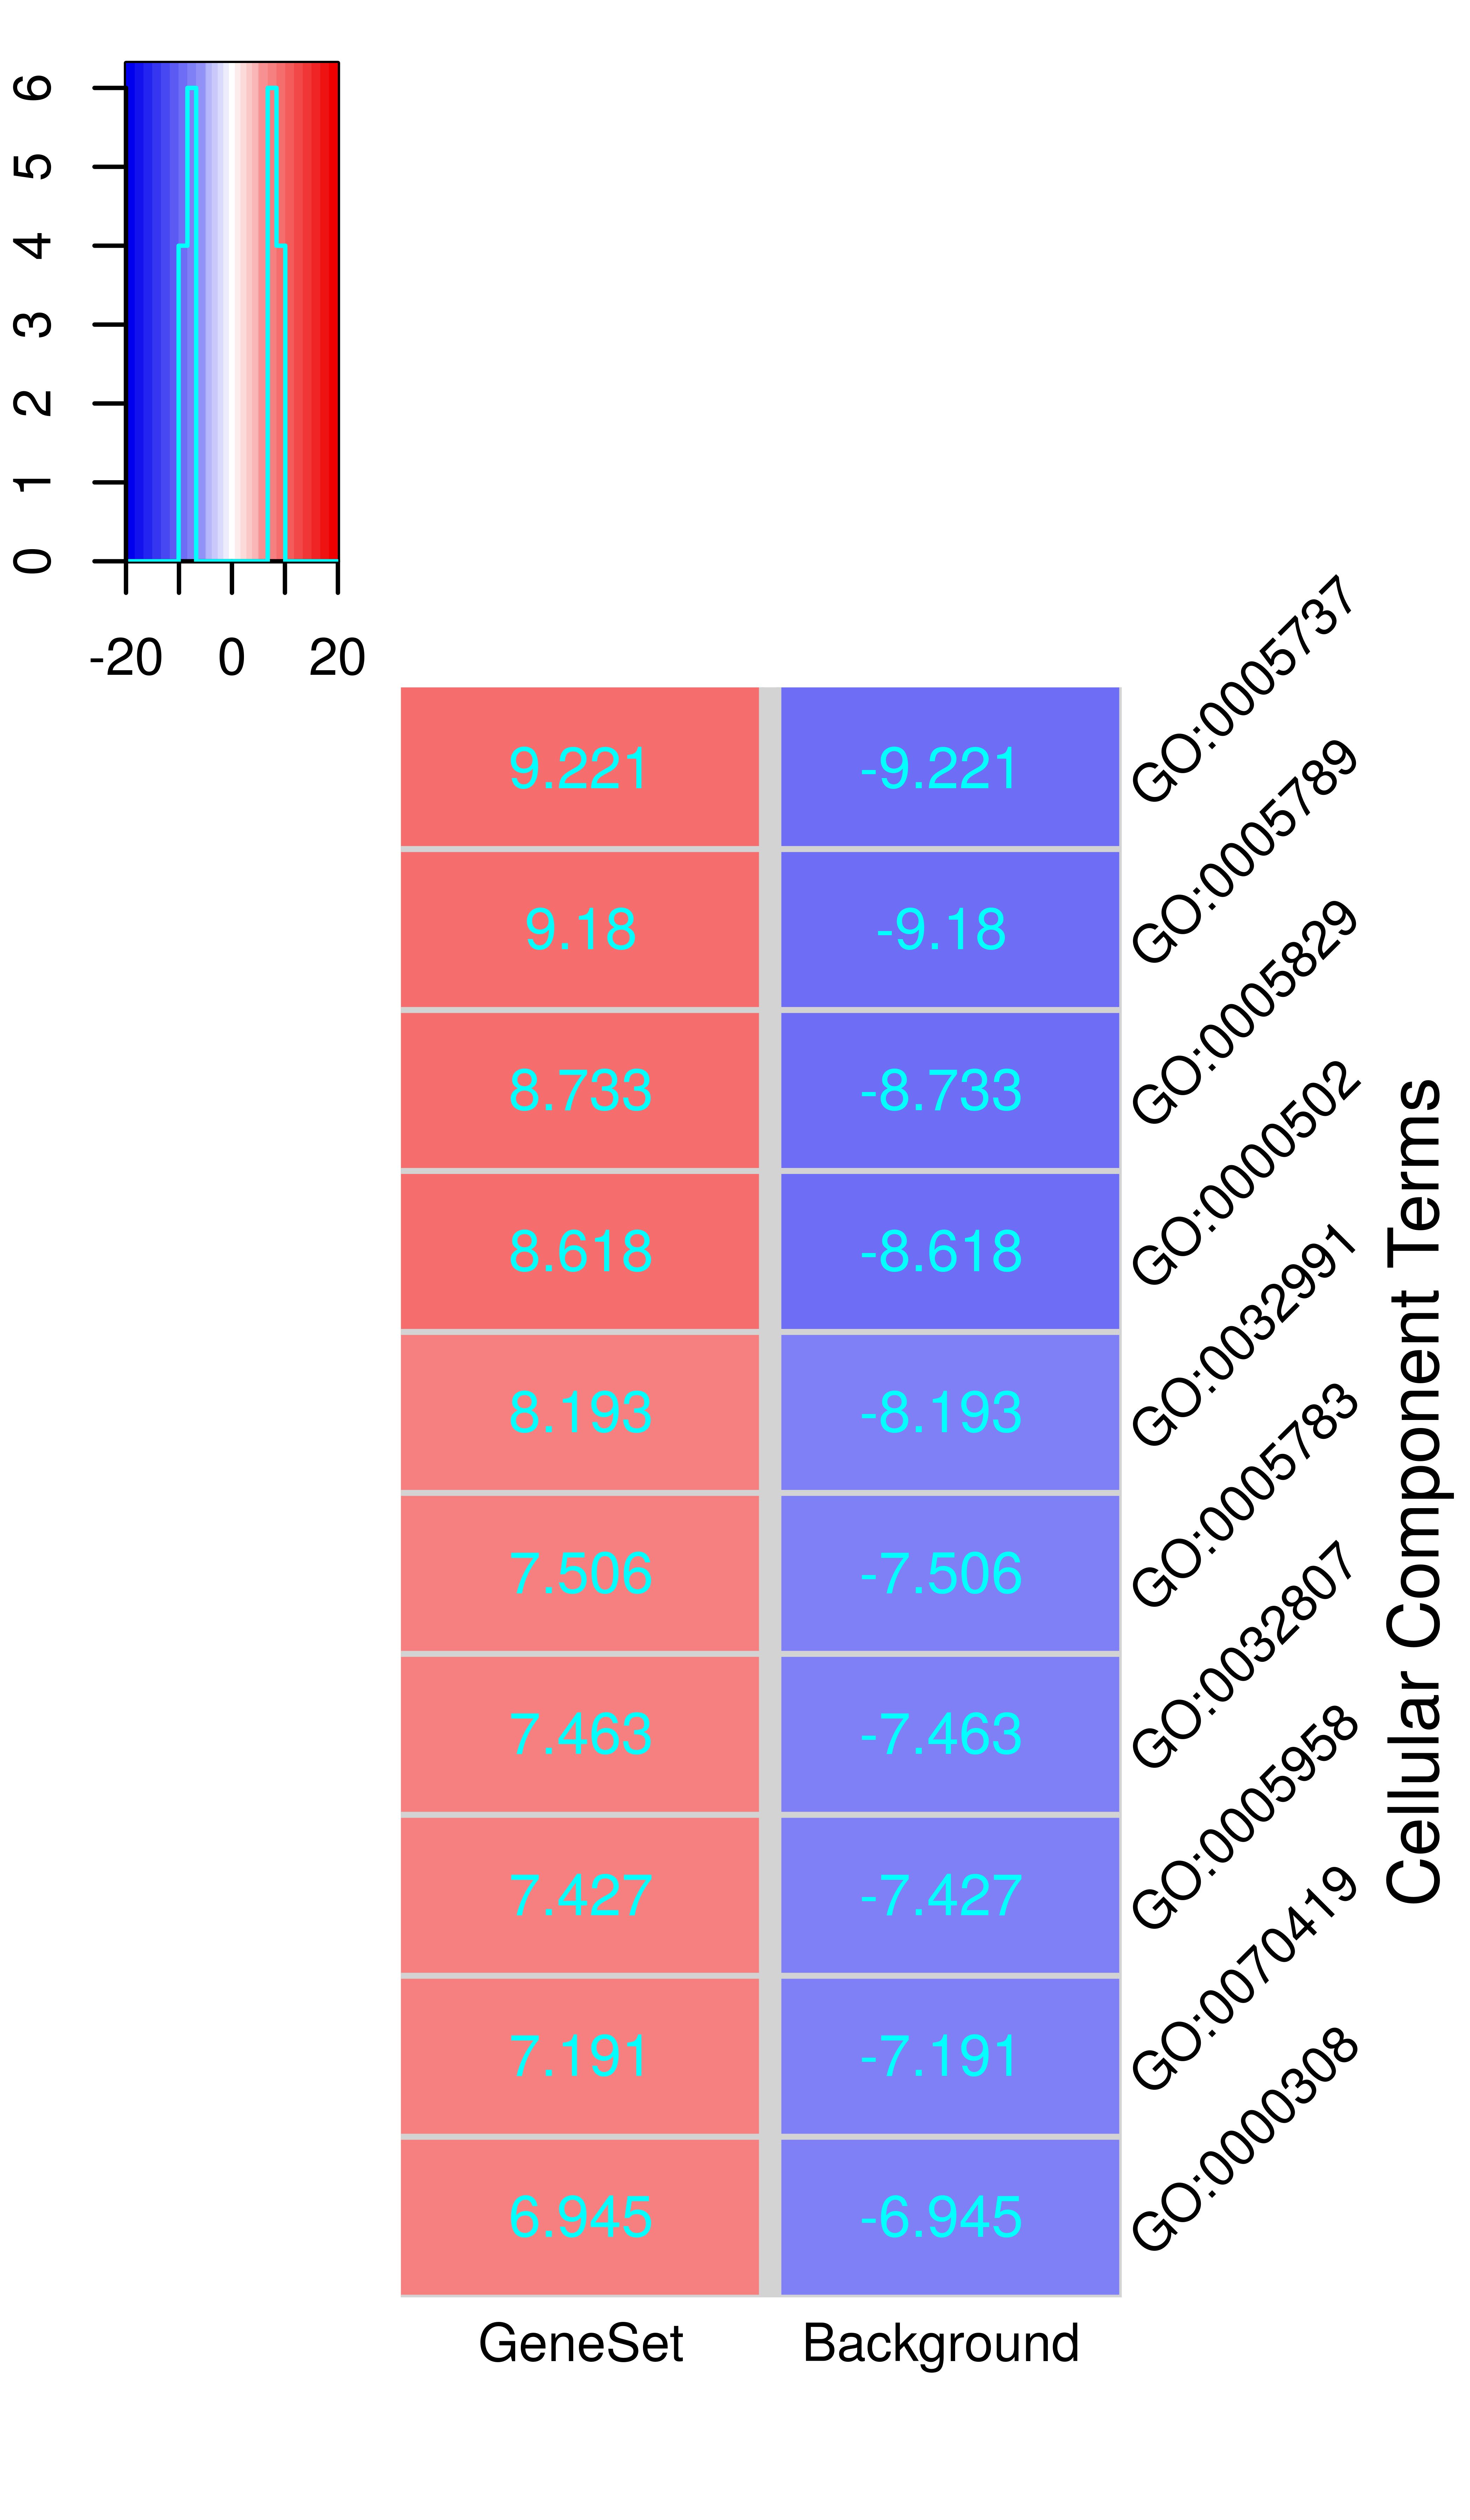 6
5
4
3
2
1
0
-20 0 20
9.221 -9.221 GO:0005737
9.18 -9.18 GO:0005789
8.733 -8.733 GO:0005829
8.618 -8.618 GO:0000502
8.193 -8.193 GO:0032991
7.506 -7.506 GO:0005783
7.463 -7.463 GO:0032807
7.427 -7.427 GO:0005958
7.191 -7.191 GO:0070419
6.945 -6.945 GO:0000308
Cellular Component Terms
GeneSet Background